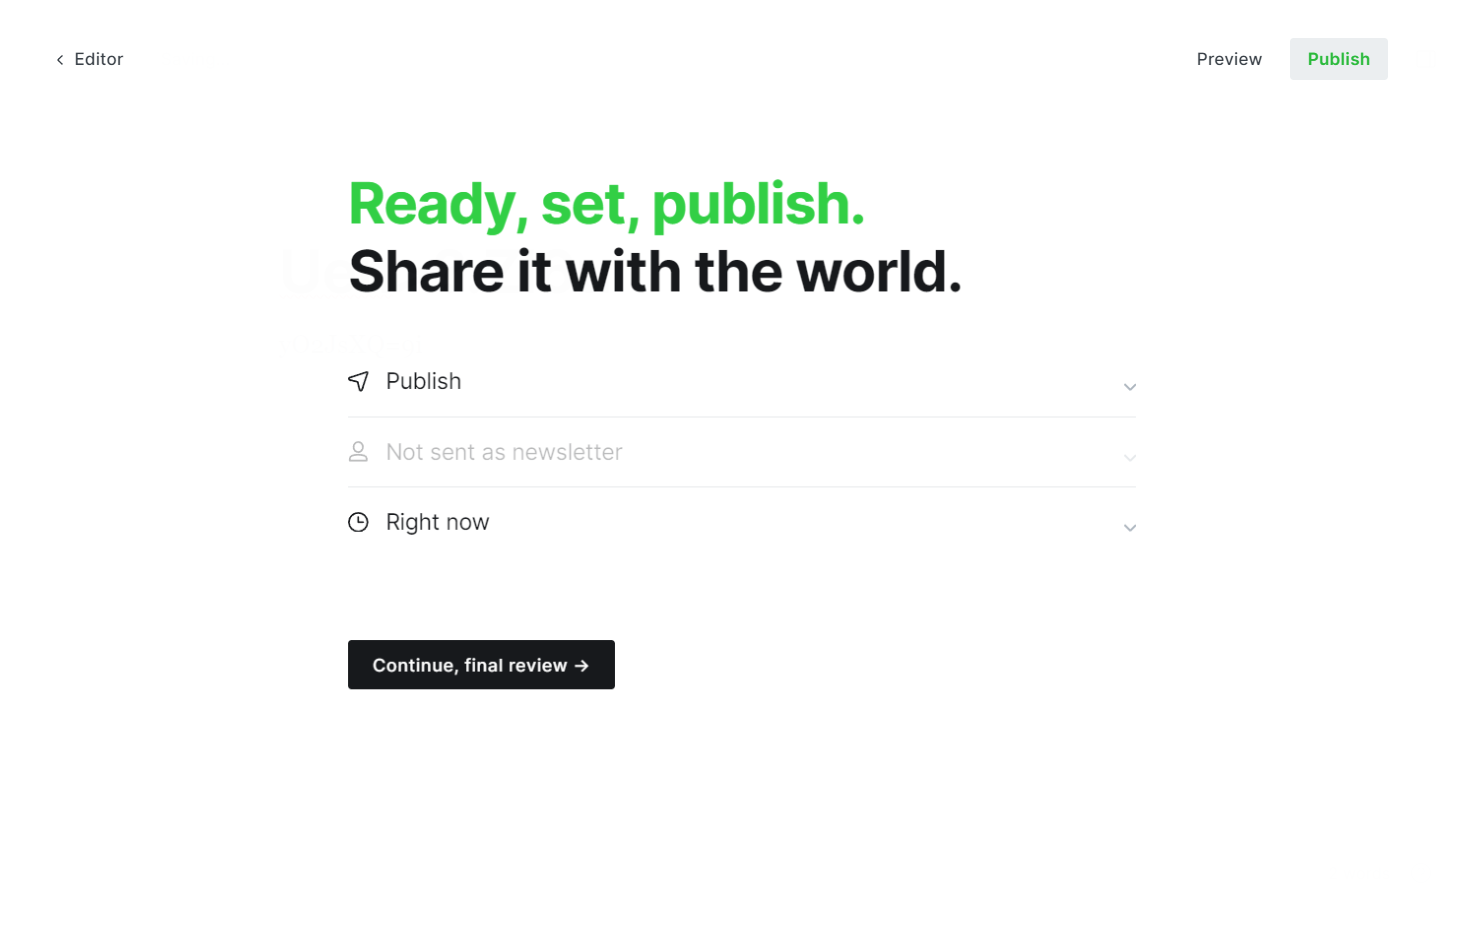 Editor
Preview
Publish
Ready, set, publish.
Share it with the world.
Publish
Not sent as newsletter
Right now
Continue, final review →